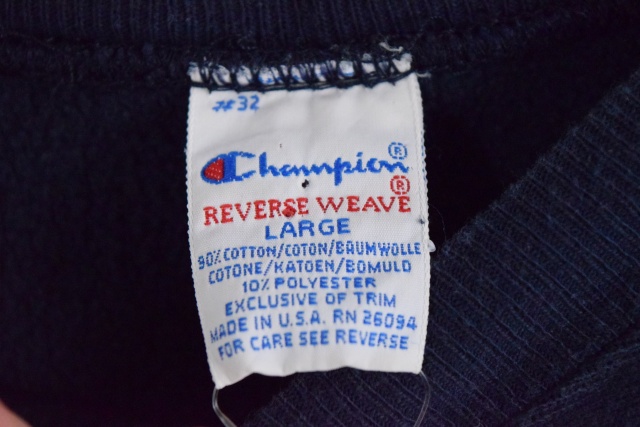 #32
Champion®
®
REVERSE WEAVE
LARGE
90% COTTON/COTON/BAUMWOLLE
COTONE/KATOEN/BOMULD
10% POLYESTER
EXCLUSIVE OF TRIM
MADE IN U.S.A. RN 26094
FOR CARE SEE REVERSE